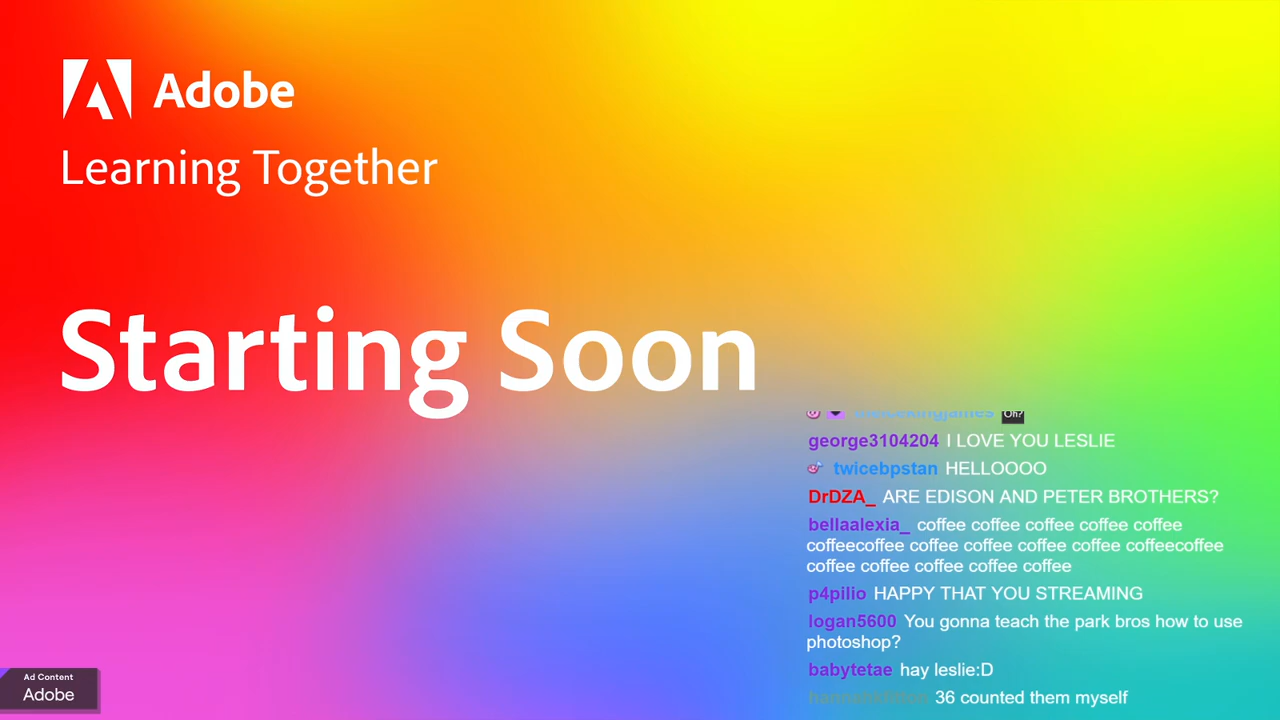 Adobe
Learning Together
Starting Soon
Oh?
george3104204 I LOVE YOU LESLIE
twicebpstan HELLOOOO
DrDZA_ ARE EDISON AND PETER BROTHERS?
bellaalexia_ coffee coffee coffee coffee coffee
coffeecoffee coffee coffee coffee coffee coffeecoffee
coffee coffee coffee coffee coffee
p4pilio HAPPY THAT YOU STREAMING
logan5600 You gonna teach the park bros how to use
photoshop?
babytetae hay leslie:D
36 counted them myself
Ad Content
Adobe